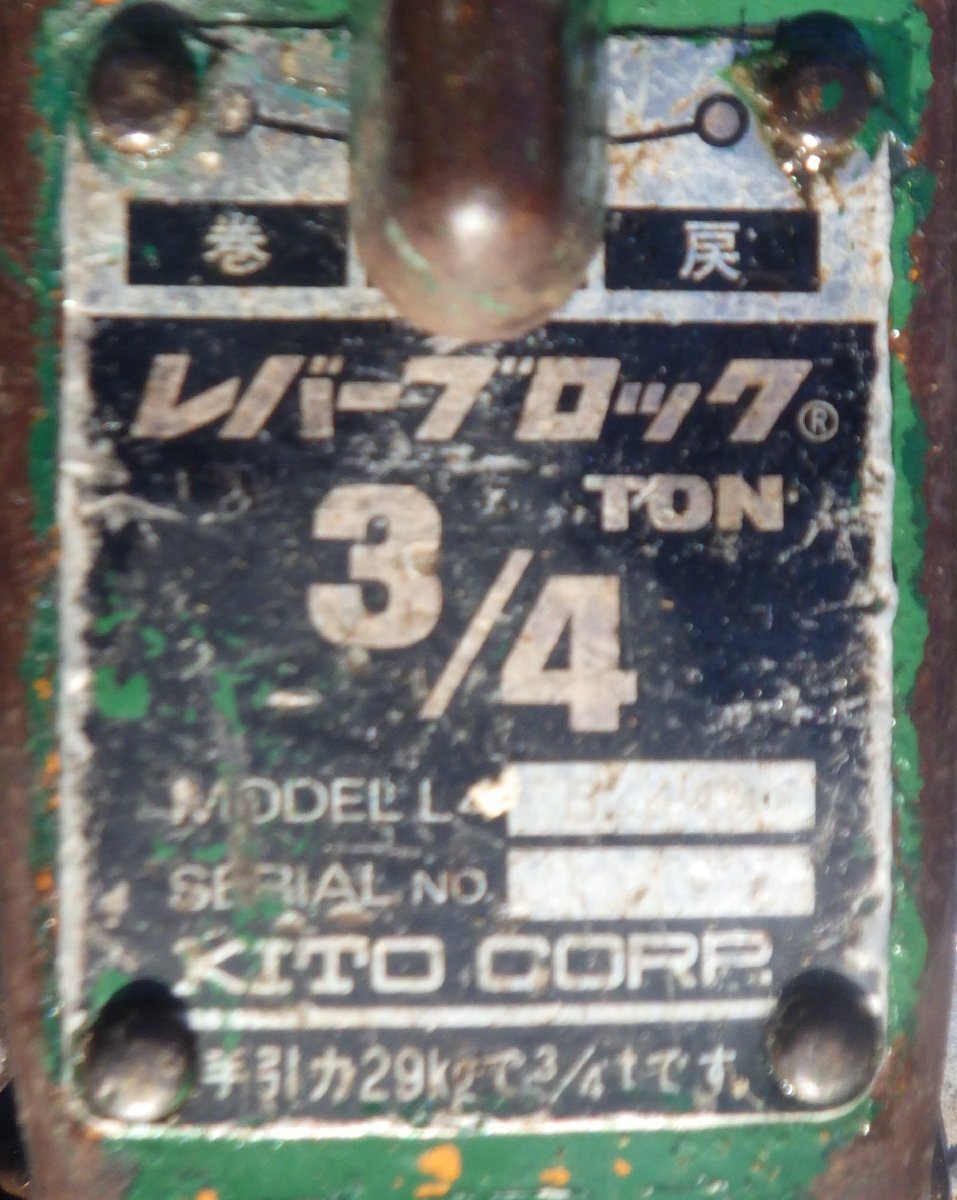 巻 戻
レバーブロック®
TON
3/4
MODEL L
SERIAL NO.
KITO CORP.
手引力29kgで3/4tです。